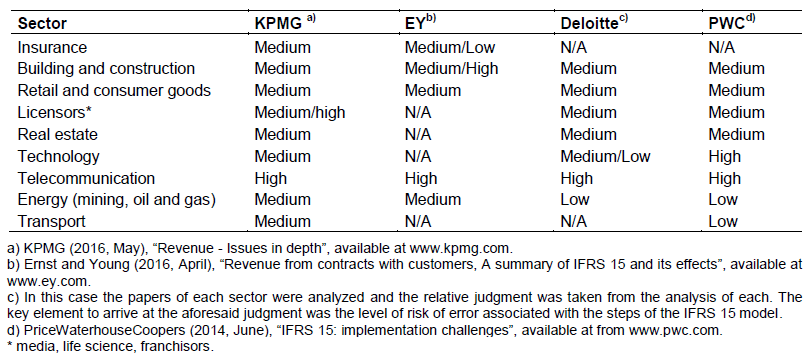 Sector KPMG a) EY b) Deloitte c) PWC d)
Insurance Medium Medium/Low N/A N/A
Building and construction Medium Medium/High Medium Medium
Retail and consumer goods Medium Medium Medium Medium
Licensors* Medium/high N/A Medium Medium
Real estate Medium N/A Medium Medium
Technology Medium N/A Medium/Low High
Telecommunication High High High High
Energy (mining, oil and gas) Medium Medium Low Low
Transport Medium N/A N/A Low
a) KPMG (2016, May), “Revenue - Issues in depth”, available at www.kpmg.com.
b) Ernst and Young (2016, April), “Revenue from contracts with customers, A summary of IFRS 15 and its effects”, available at
www.ey.com.
c) In this case the papers of each sector were analyzed and the relative judgment was taken from the analysis of each. The
key element to arrive at the aforesaid judgment was the level of risk of error associated with the steps of the IFRS 15 model.
d) PriceWaterhouseCoopers (2014, June), “IFRS 15: implementation challenges”, available at from www.pwc.com.
* media, life science, franchisors.